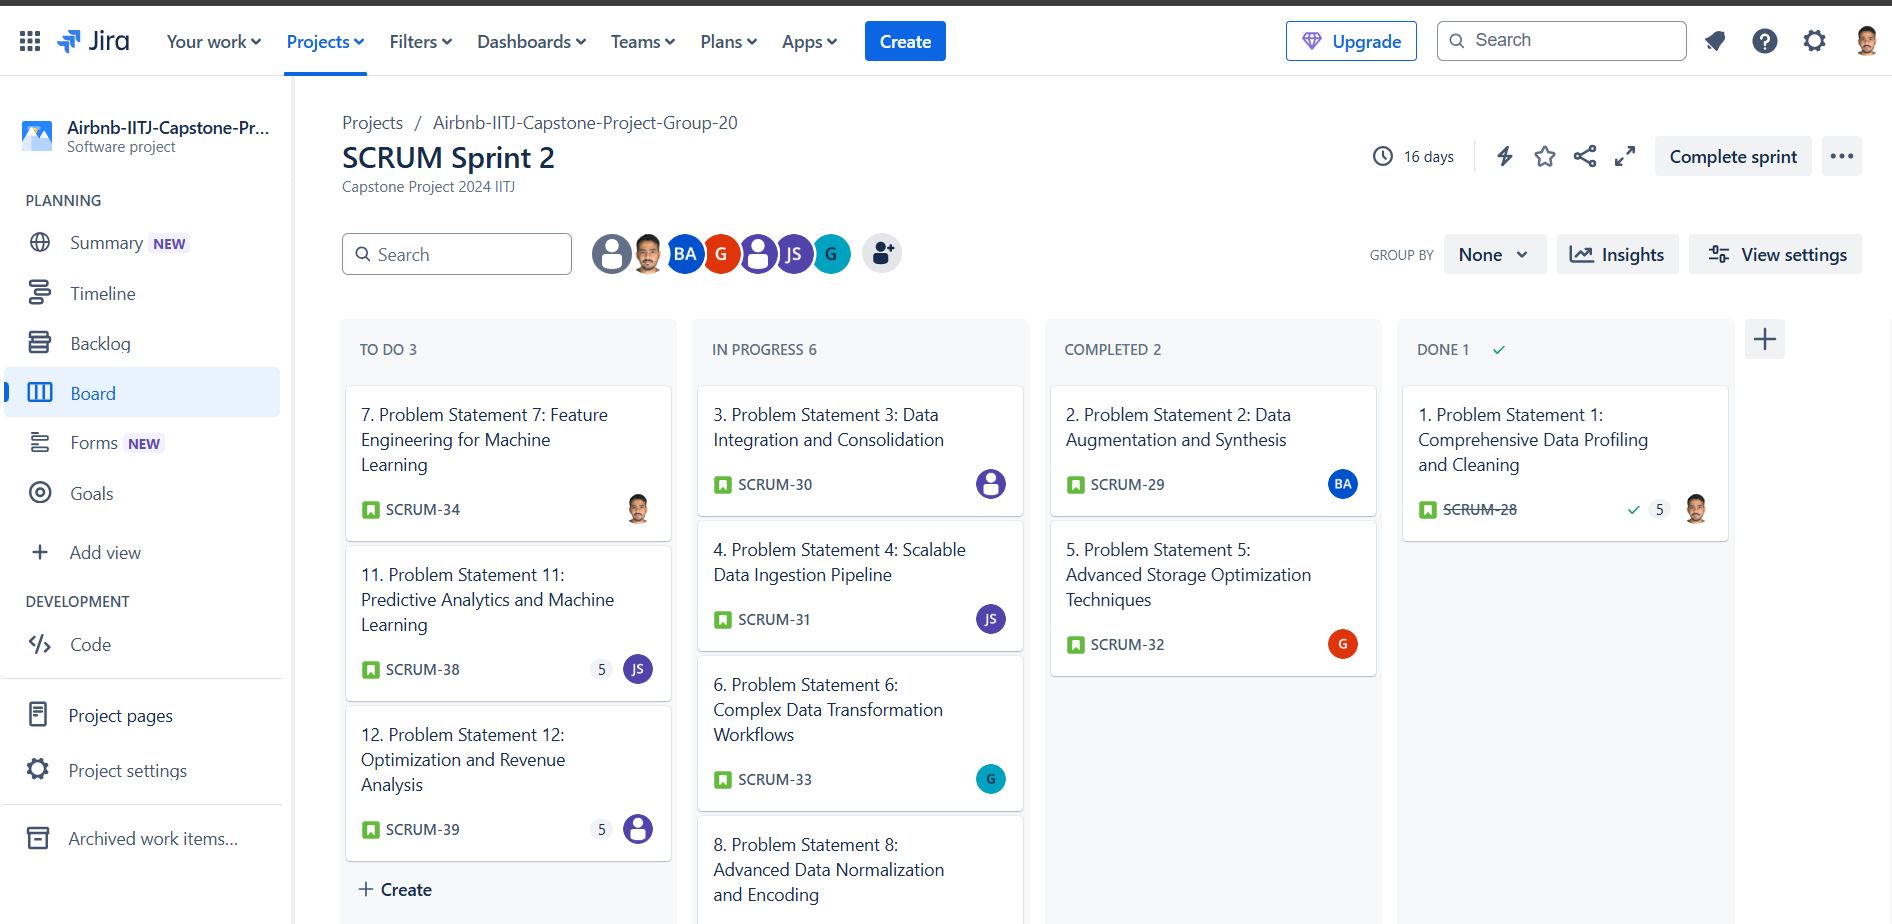 Jira
Your work
Projects
Filters
Dashboards
Teams
Plans
Apps
Create
Upgrade
Search
Airbnb-IITJ-Capstone-Pr...
Software project
PLANNING
Summary NEW
Timeline
Backlog
Board
Forms NEW
Goals
Add view
DEVELOPMENT
Code
Project pages
Project settings
Archived work items...
Projects / Airbnb-IITJ-Capstone-Project-Group-20
SCRUM Sprint 2
Capstone Project 2024 IITJ
16 days
Complete sprint
Search
BA
G
JS
G
GROUP BY
None
Insights
View settings
TO DO 3
7. Problem Statement 7: Feature
Engineering for Machine
Learning
SCRUM-34
11. Problem Statement 11:
Predictive Analytics and Machine
Learning
SCRUM-38
5
JS
12. Problem Statement 12:
Optimization and Revenue
Analysis
SCRUM-39
5
+ Create
IN PROGRESS 6
3. Problem Statement 3: Data
Integration and Consolidation
SCRUM-30
4. Problem Statement 4: Scalable
Data Ingestion Pipeline
SCRUM-31
JS
6. Problem Statement 6:
Complex Data Transformation
Workflows
SCRUM-33
G
8. Problem Statement 8:
Advanced Data Normalization
and Encoding
COMPLETED 2
2. Problem Statement 2: Data
Augmentation and Synthesis
SCRUM-29
BA
5. Problem Statement 5:
Advanced Storage Optimization
Techniques
SCRUM-32
G
DONE 1
1. Problem Statement 1:
Comprehensive Data Profiling
and Cleaning
SCRUM-28
5